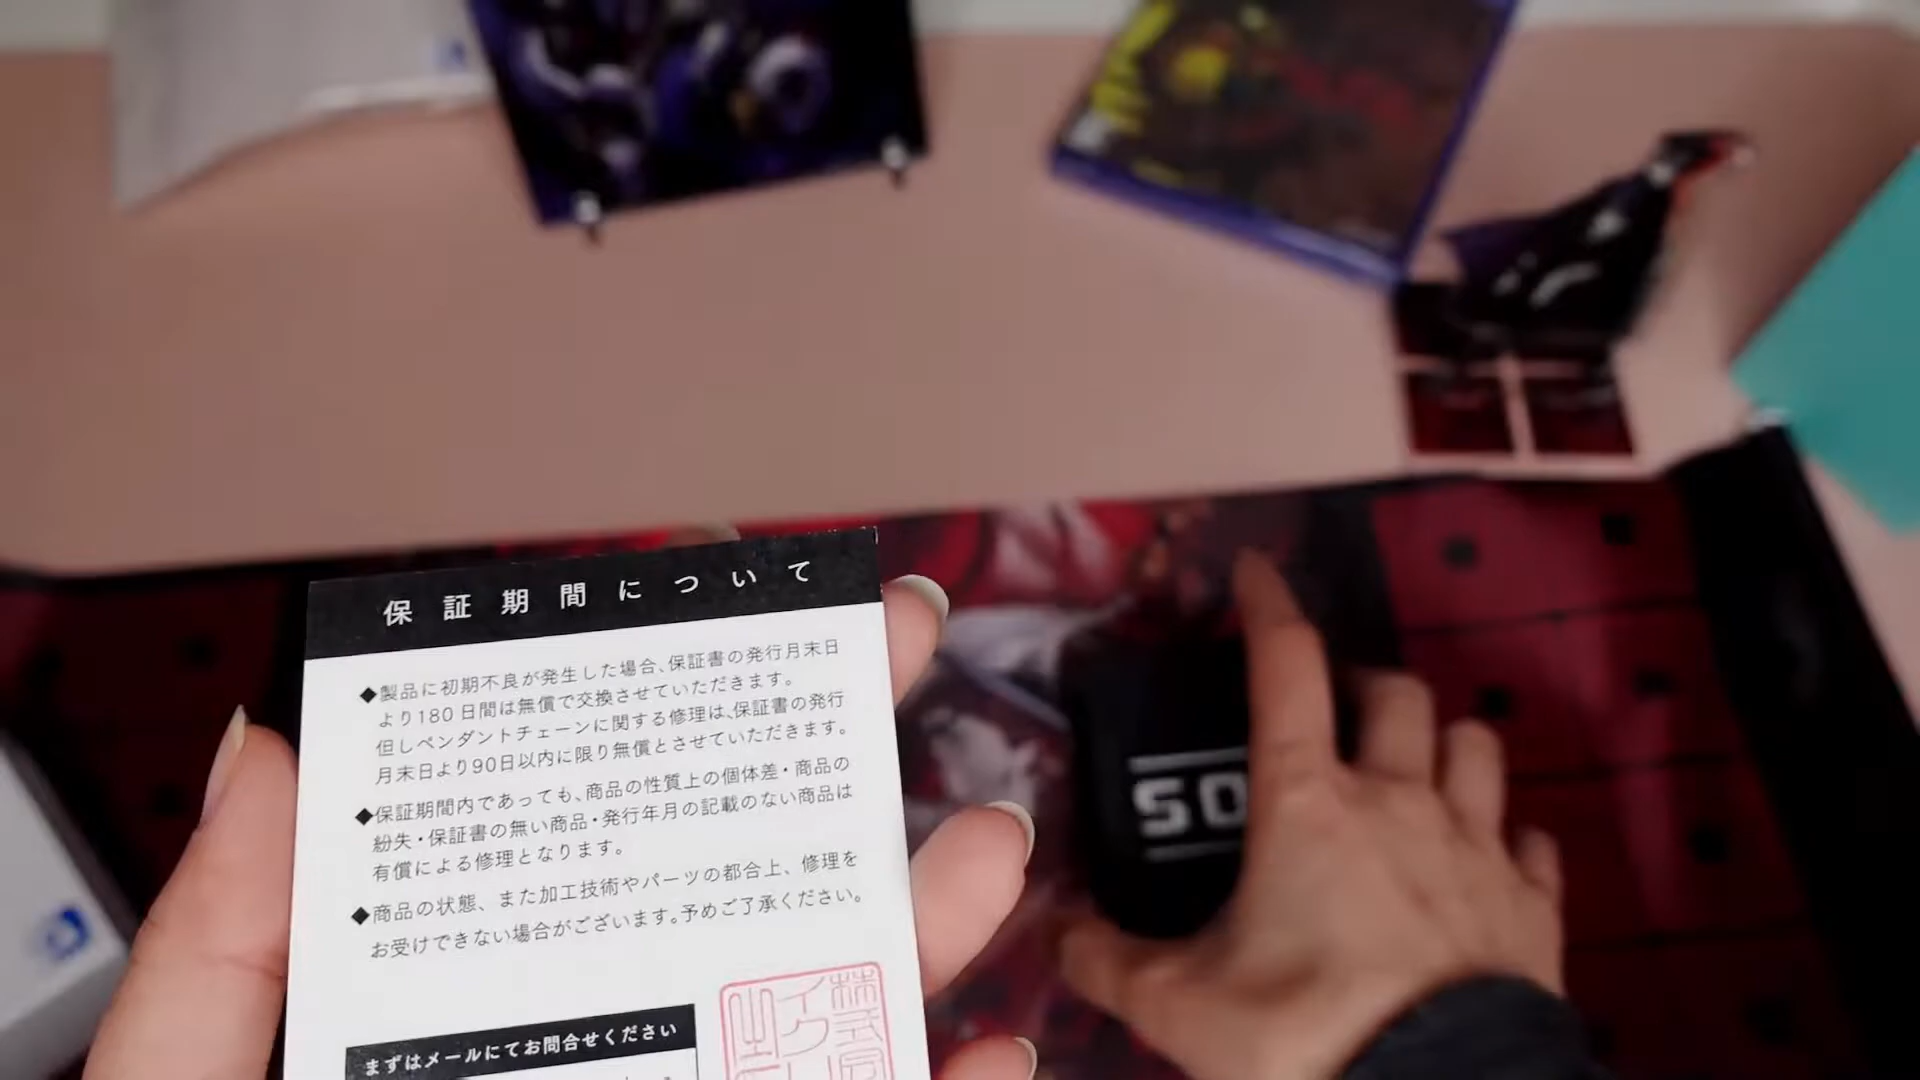 保証期間について
◆製品に初期不良が発生した場合、保証書の発行月末日
より180日間は無償で交換させていただきます。
但しペンダントチェーンに関する修理は、保証書の発行
月末日より90日以内に限り無償とさせていただきます。
◆保証期間内であっても、商品の性質上の個体差・商品の
紛失・保証書の無い商品・発行年月の記載のない商品は
有償による修理となります。
◆商品の状態、また加工技術やパーツの都合上、修理を
お受けできない場合がございます。予めご了承ください。
まずはメールにてお問合せください
株式
イク
SO